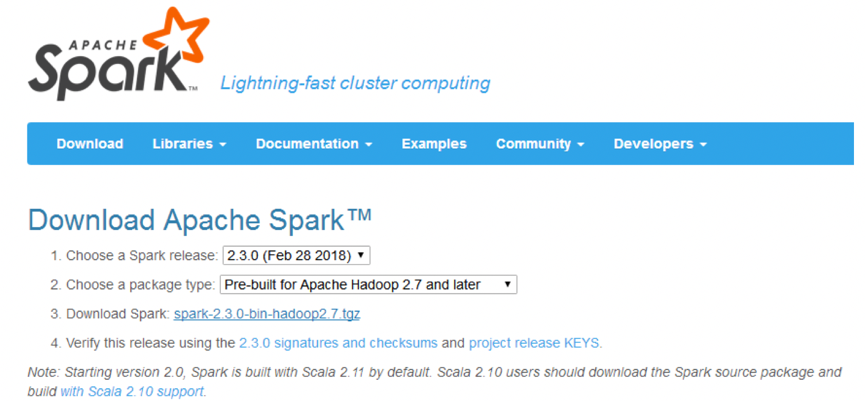 APACHE
Spark™
Lightning-fast cluster computing
Download Libraries Documentation Examples Community Developers
Download Apache Spark™
1. Choose a Spark release: 2.3.0 (Feb 28 2018)
2. Choose a package type: Pre-built for Apache Hadoop 2.7 and later
3. Download Spark: spark-2.3.0-bin-hadoop2.7.tgz
4. Verify this release using the 2.3.0 signatures and checksums and project release KEYS.
Note: Starting version 2.0, Spark is built with Scala 2.11 by default. Scala 2.10 users should download the Spark source package and
build with Scala 2.10 support.